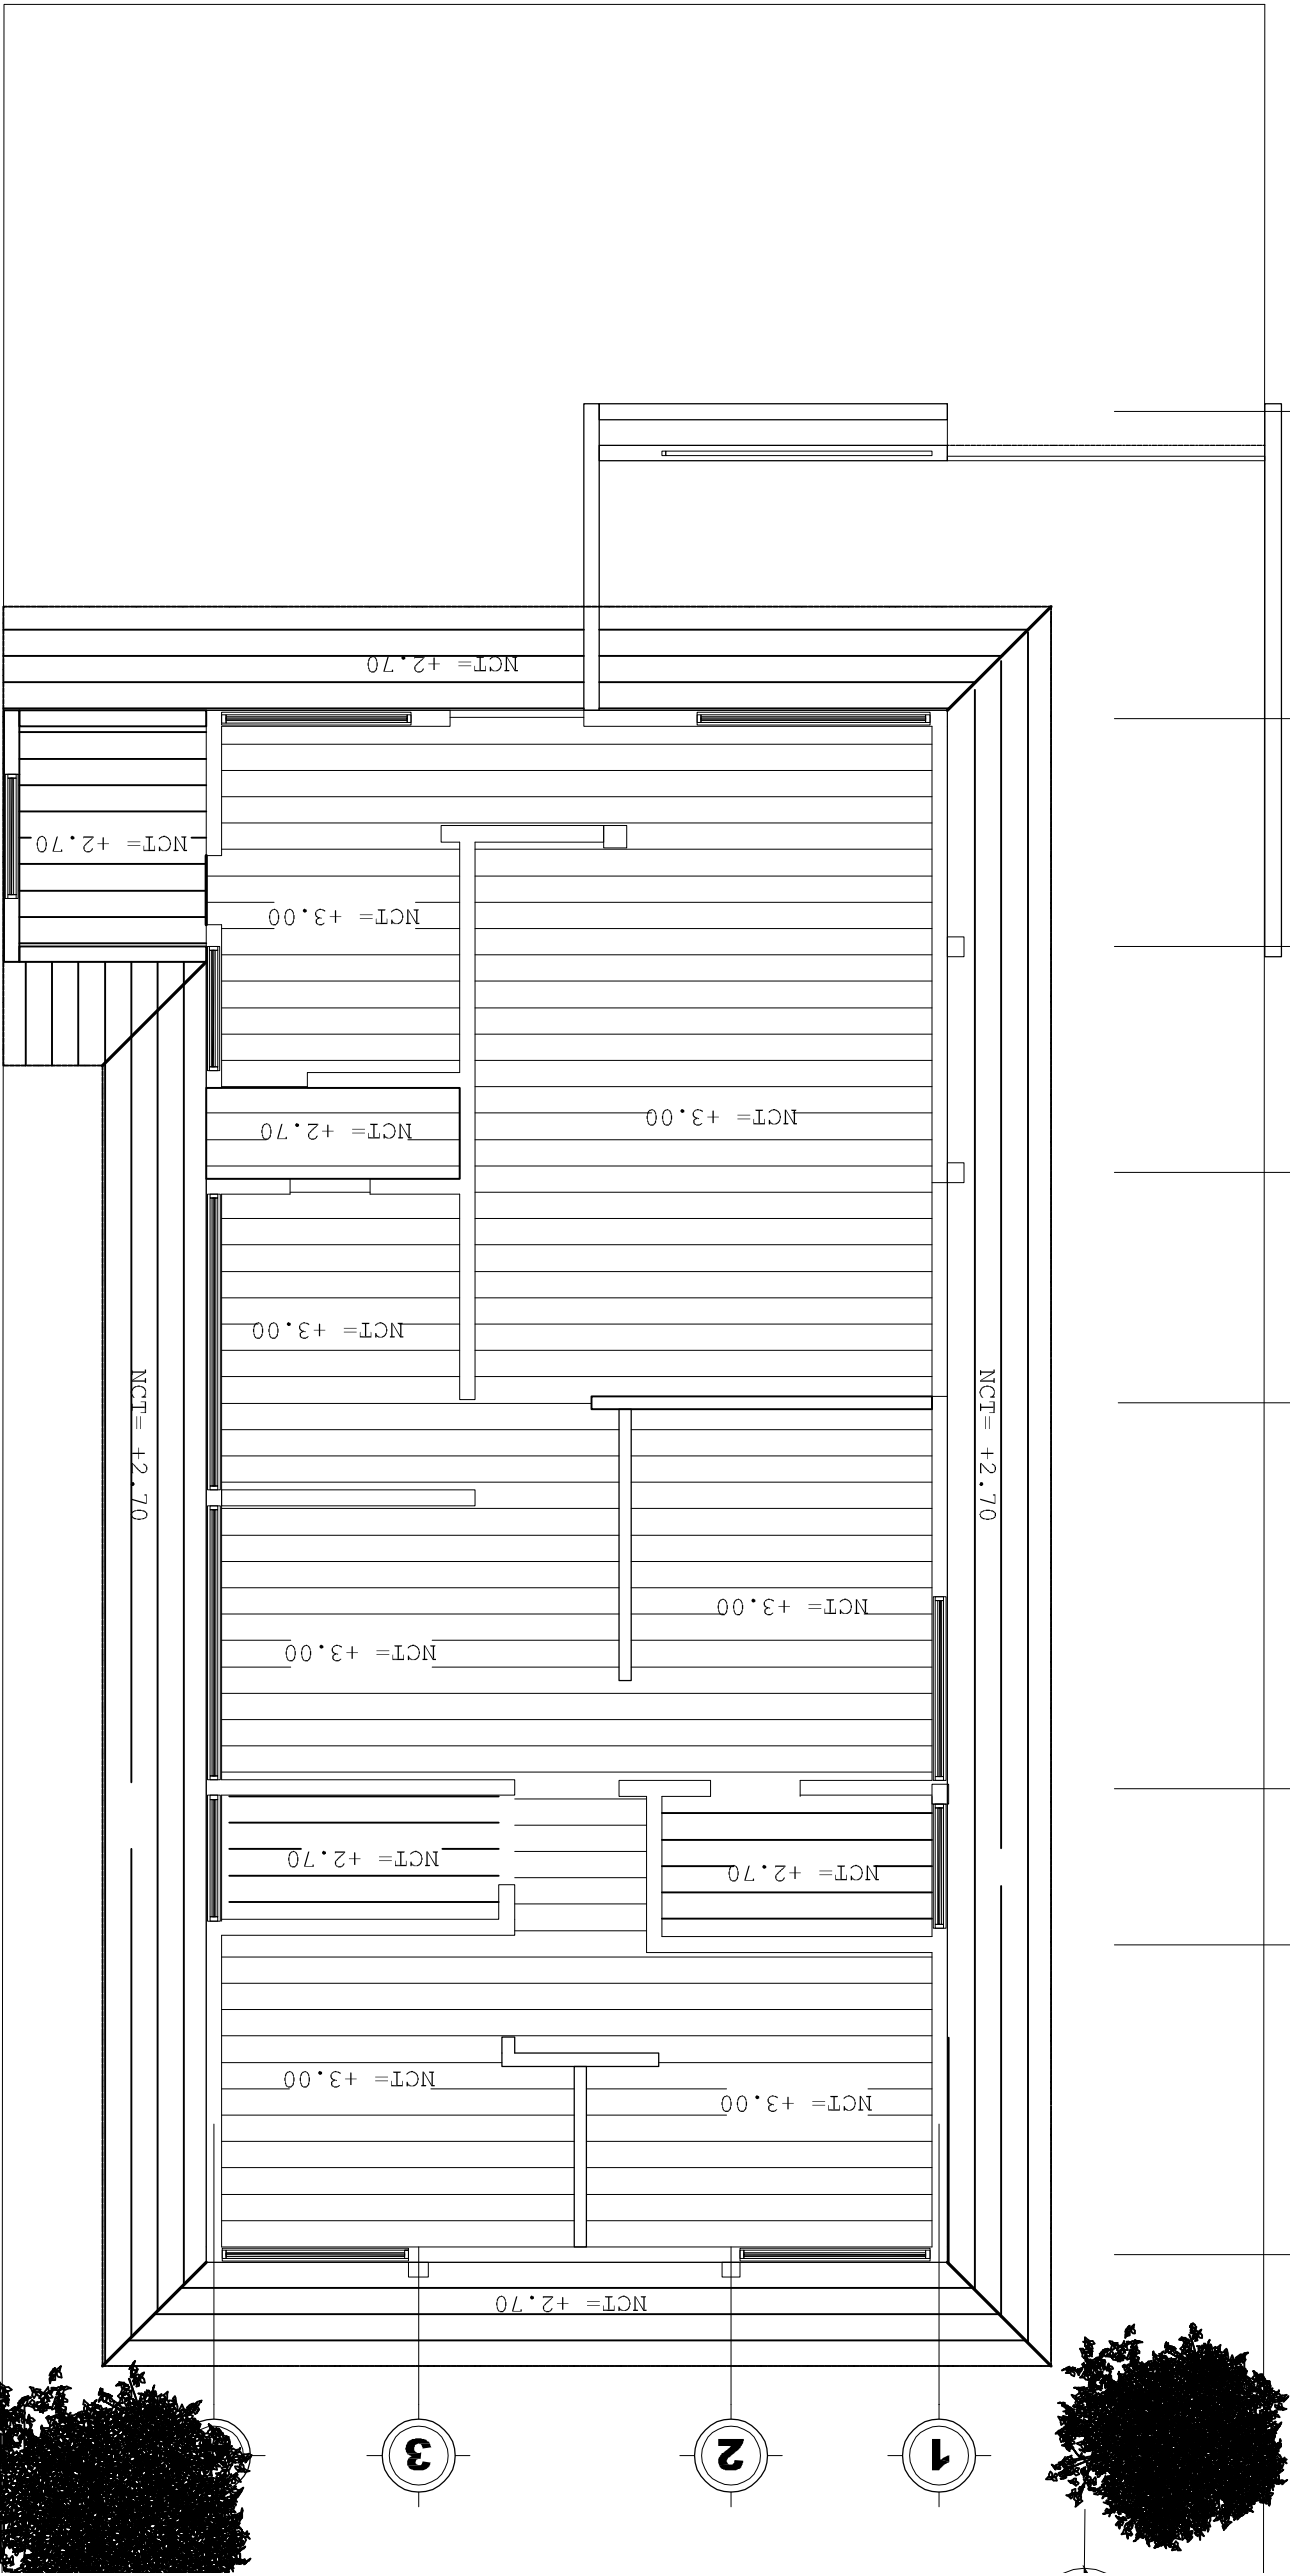 NCT= +2.70
NCT= +2.70
NCT= +3.00
NCT= +3.00
NCT= +2.70
NCT= +3.00
NCT= +2.70
NCT= +2.70
NCT= +3.00
NCT= +3.00
NCT= +2.70
NCT= +2.70
NCT= +3.00
NCT= +3.00
NCT= +2.70
3
2
1